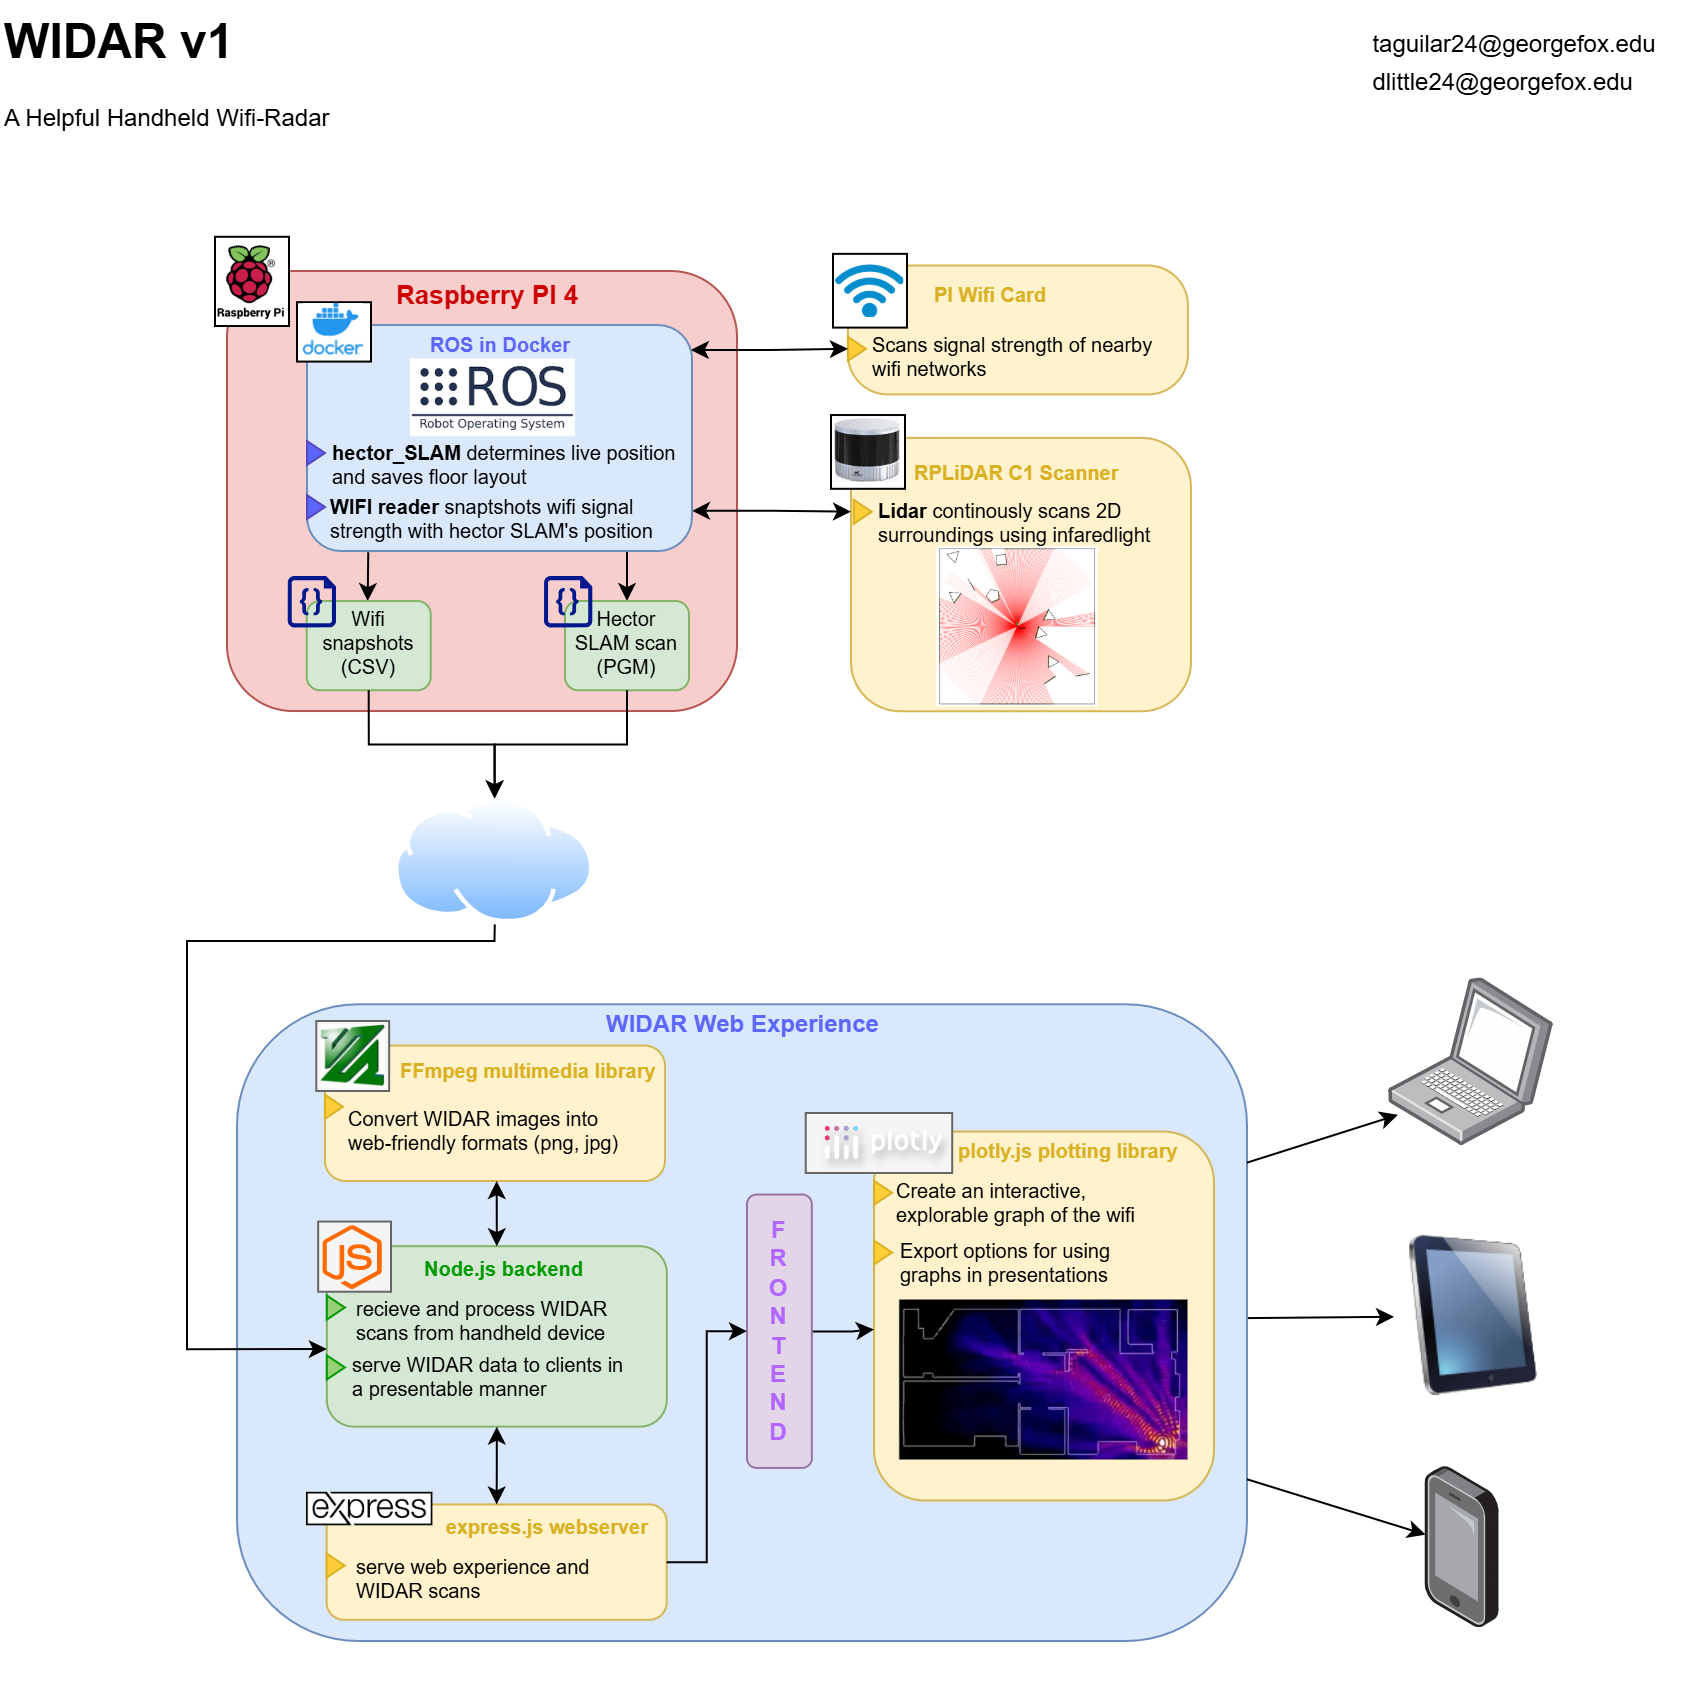 WIDAR v1
taguilar24@georgefox.edu
dlittle24@georgefox.edu
A Helpful Handheld Wifi-Radar
Raspberry Pi
®
Raspberry PI 4
docker
ROS in Docker
ROS
Robot Operating System
hector_SLAM determines live position
and saves floor layout
WIFI reader snaptshots wifi signal
strength with hector SLAM's position
PI Wifi Card
Scans signal strength of nearby
wifi networks
RPLiDAR C1 Scanner
Lidar continously scans 2D
surroundings using infaredlight
{}
Wifi
snapshots
(CSV)
{}
Hector
SLAM scan
(PGM)
WIDAR Web Experience
FFmpeg multimedia library
Convert WIDAR images into
web-friendly formats (png, jpg)
JS
Node.js backend
recieve and process WIDAR
scans from handheld device
serve WIDAR data to clients in
a presentable manner
express
express.js webserver
serve web experience and
WIDAR scans
F
R
O
N
T
E
N
D
plotly
plotly.js plotting library
Create an interactive,
explorable graph of the wifi
Export options for using
graphs in presentations